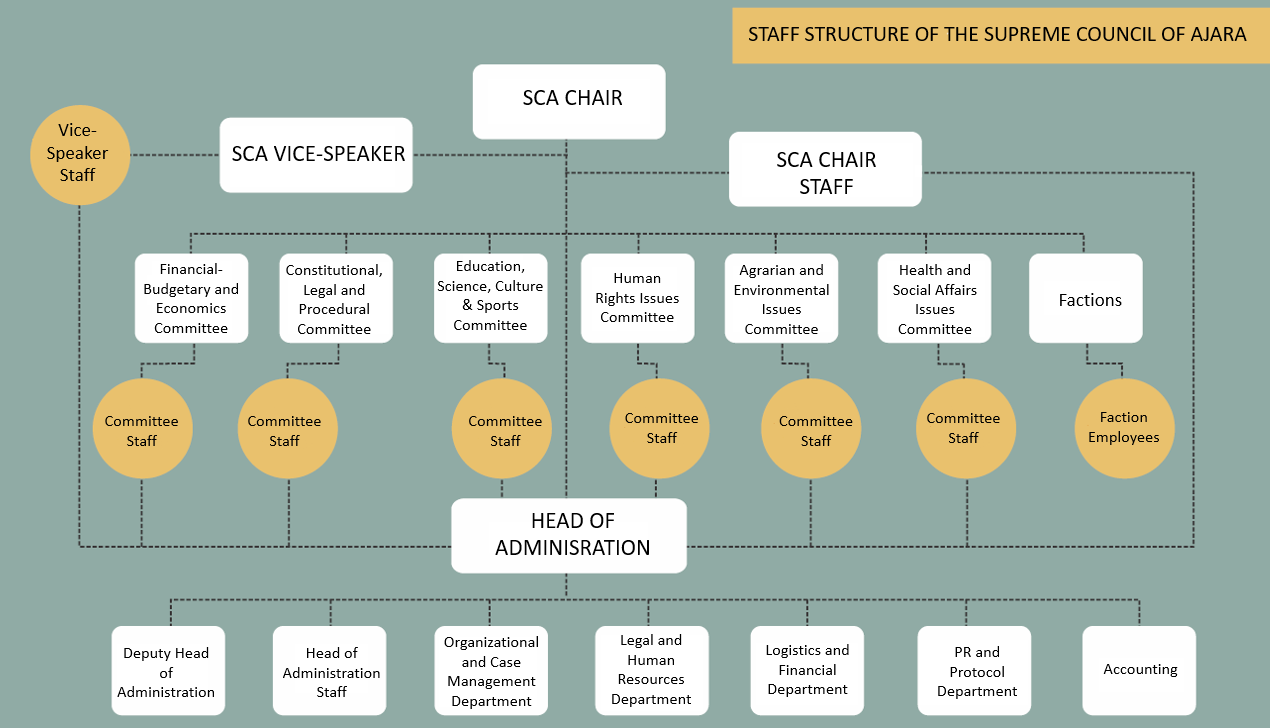 STAFF STRUCTURE OF THE SUPREME COUNCIL OF AJARA
SCA CHAIR
Vice-
Speaker
Staff
SCA VICE-SPEAKER
SCA CHAIR
STAFF
Financial-
Budgetary and
Economics
Committee
Constitutional,
Legal and
Procedural
Committee
Education,
Science, Culture
& Sports
Committee
Human
Rights Issues
Committee
Agrarian and
Environmental
Issues
Committee
Health and
Social Affairs
Issues
Committee
Factions
Committee
Staff
Committee
Staff
Committee
Staff
Committee
Staff
Committee
Staff
Committee
Staff
Faction
Employees
HEAD OF
ADMINISRATION
Deputy Head
of
Administration
Head of
Administration
Staff
Organizational
and Case
Management
Department
Legal and
Human
Resources
Department
Logistics and
Financial
Department
PR and
Protocol
Department
Accounting